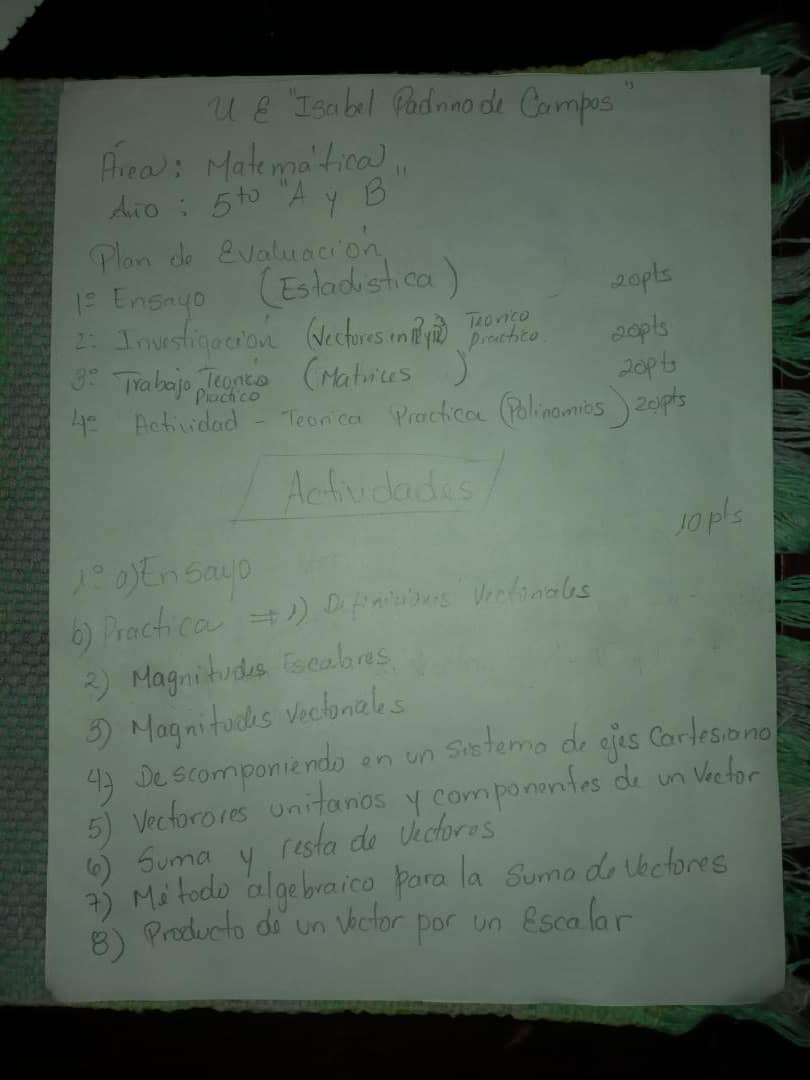 U E "Isabel Padrino de Campos"
Área: Matemática
Año : 5to "A y B"
Plan de Evaluación
1º Ensayo (Estadistica) 20pts
2º Investigación (Vectores en R² y R³) Teorico practico. 20pts
3º Trabajo Teorico Practico (Matrices) 20pts
4º Actividad - Teorica Practica (Polinomios) 20pts
Actividades
10 pts
1º a) Ensayo
b) Practica ⇒ 1) Definiciones Vectoriales
2) Magnitudes Escalares
3) Magnitudes Vectoriales
4) Descomponiendo en un Sistema de ejes Cartesiano
5) Vectorores unitarios y componentes de un Vector
6) Suma y resta de Vectores
7) Método algebraico para la Suma de Vectores
8) Producto de un Vector por un Escalar